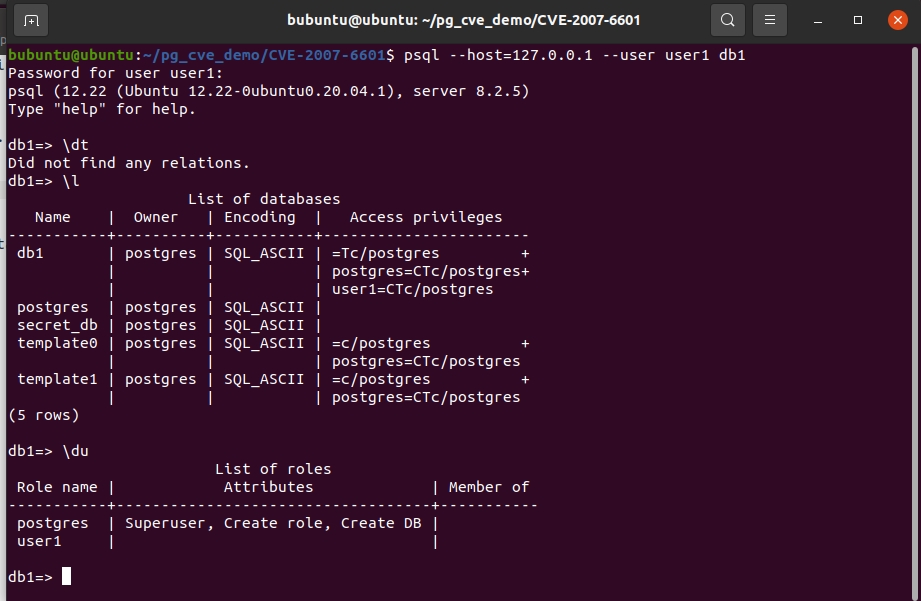 bubuntu@ubuntu: ~/pg_cve_demo/CVE-2007-6601
bubuntu@ubuntu:~/pg_cve_demo/CVE-2007-6601$ psql --host=127.0.0.1 --user user1 db1
Password for user user1:
psql (12.22 (Ubuntu 12.22-0ubuntu0.20.04.1), server 8.2.5)
Type "help" for help.
db1=> \dt
Did not find any relations.
db1=> \l
                    List of databases
   Name    |  Owner   | Encoding  |   Access privileges
-----------+----------+-----------+-----------------------
 db1       | postgres | SQL_ASCII | =Tc/postgres         +
           |          |           | postgres=CTc/postgres+
           |          |           | user1=CTc/postgres
 postgres  | postgres | SQL_ASCII |
 secret_db | postgres | SQL_ASCII |
 template0 | postgres | SQL_ASCII | =c/postgres          +
           |          |           | postgres=CTc/postgres
 template1 | postgres | SQL_ASCII | =c/postgres          +
           |          |           | postgres=CTc/postgres
(5 rows)
db1=> \du
                       List of roles
 Role name |            Attributes             | Member of
-----------+-----------------------------------+-----------
 postgres  | Superuser, Create role, Create DB |
 user1     |                                   |
db1=>